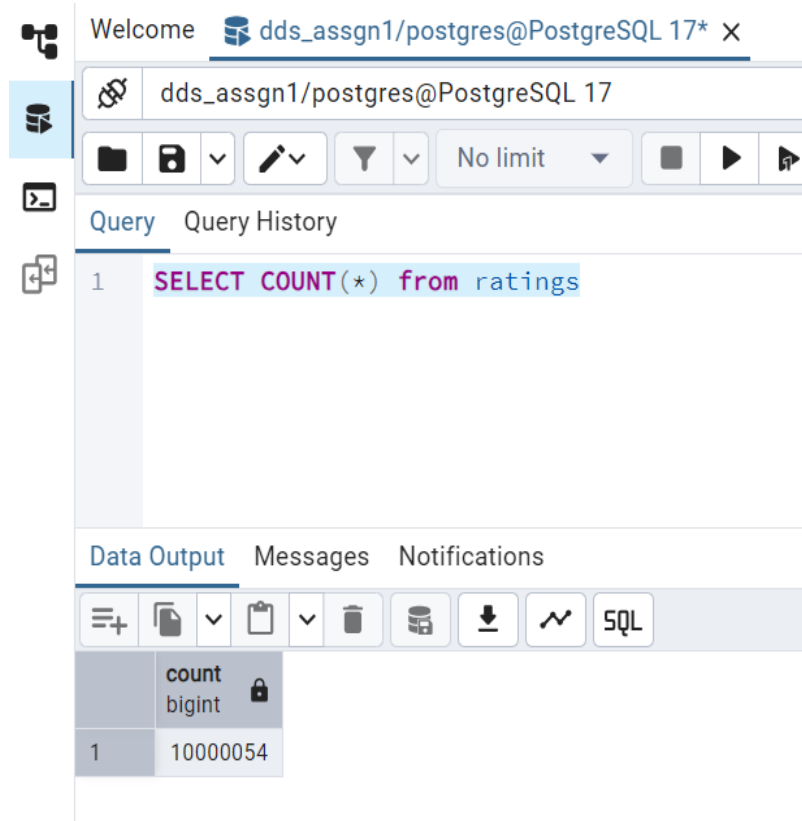 Welcome dds_assgn1/postgres@PostgreSQL 17*
dds_assgn1/postgres@PostgreSQL 17
No limit
Query Query History
1 SELECT COUNT(*) from ratings
Data Output Messages Notifications
SQL
count
bigint
1 10000054